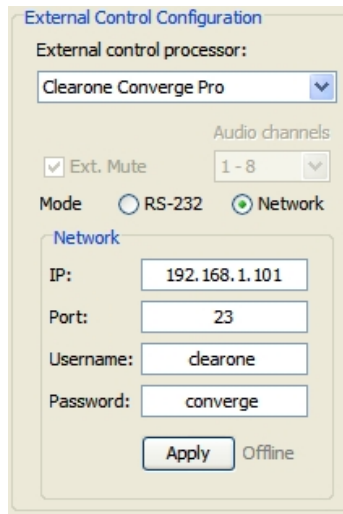 External Control Configuration
External control processor:
Clearone Converge Pro
Audio channels
Ext. Mute 1 - 8
Mode RS-232 Network
Network
IP: 192.168.1.101
Port: 23
Username: clearone
Password: converge
Apply Offline